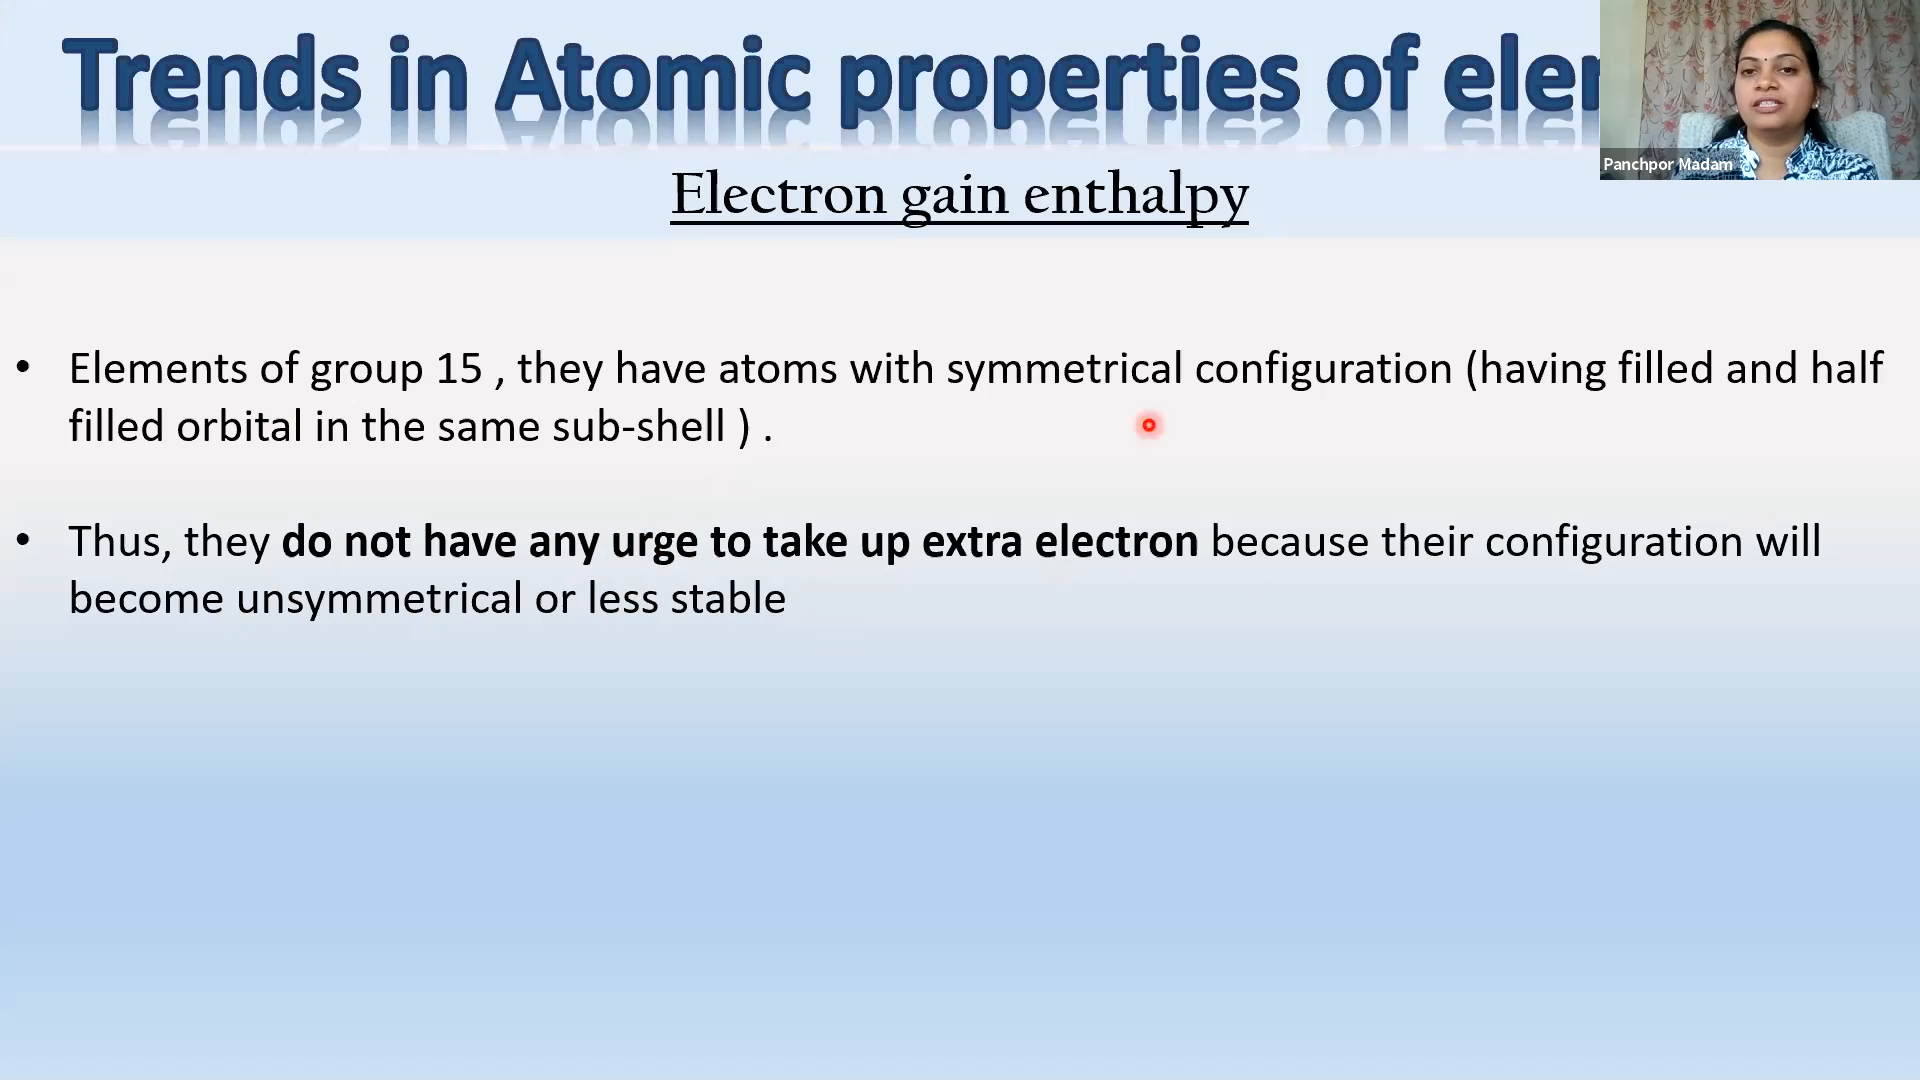 Trends in Atomic properties of elem
Panchpor Madam
Electron gain enthalpy
• Elements of group 15 , they have atoms with symmetrical configuration (having filled and half
filled orbital in the same sub-shell ) .
• Thus, they do not have any urge to take up extra electron because their configuration will
become unsymmetrical or less stable